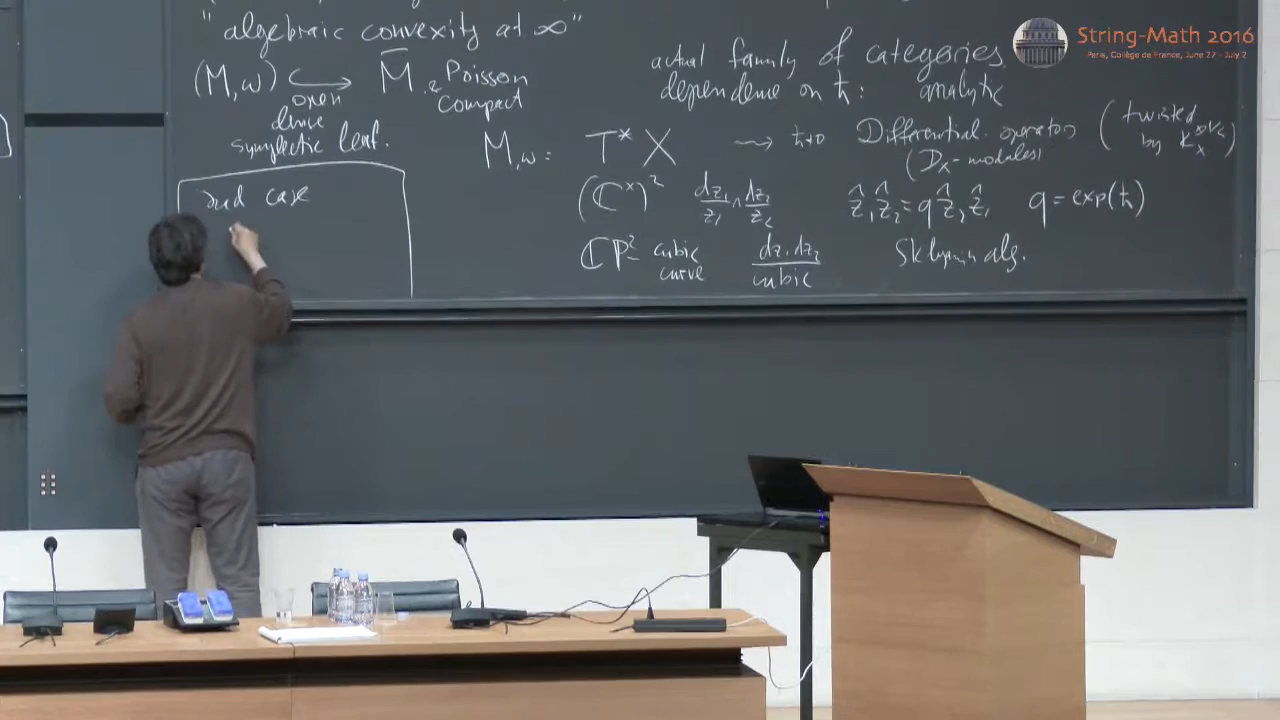 "algebraic convexity at ∞"
(M,ω) ⟶ M̄ Poisson
open compact
dense
symplectic leaf.
case
actual family of categories
dependence on ħ: analytic
M,ω = T*X ⇝ ħ≠0 Differential operators (twisted by K_X^{⊗1/2})
(D_X-modules)
(ℂ^×)² dz₁/z₁ ∧ dz₂/z₂ ẑ₁ẑ₂ = qẑ₂ẑ₁ q = exp(ħ)
ℂP² - cubic curve dz₁dz₂/cubic Sklyanin alg.
String-Math 2016
Paris, Collège de France, June 27 - July 2